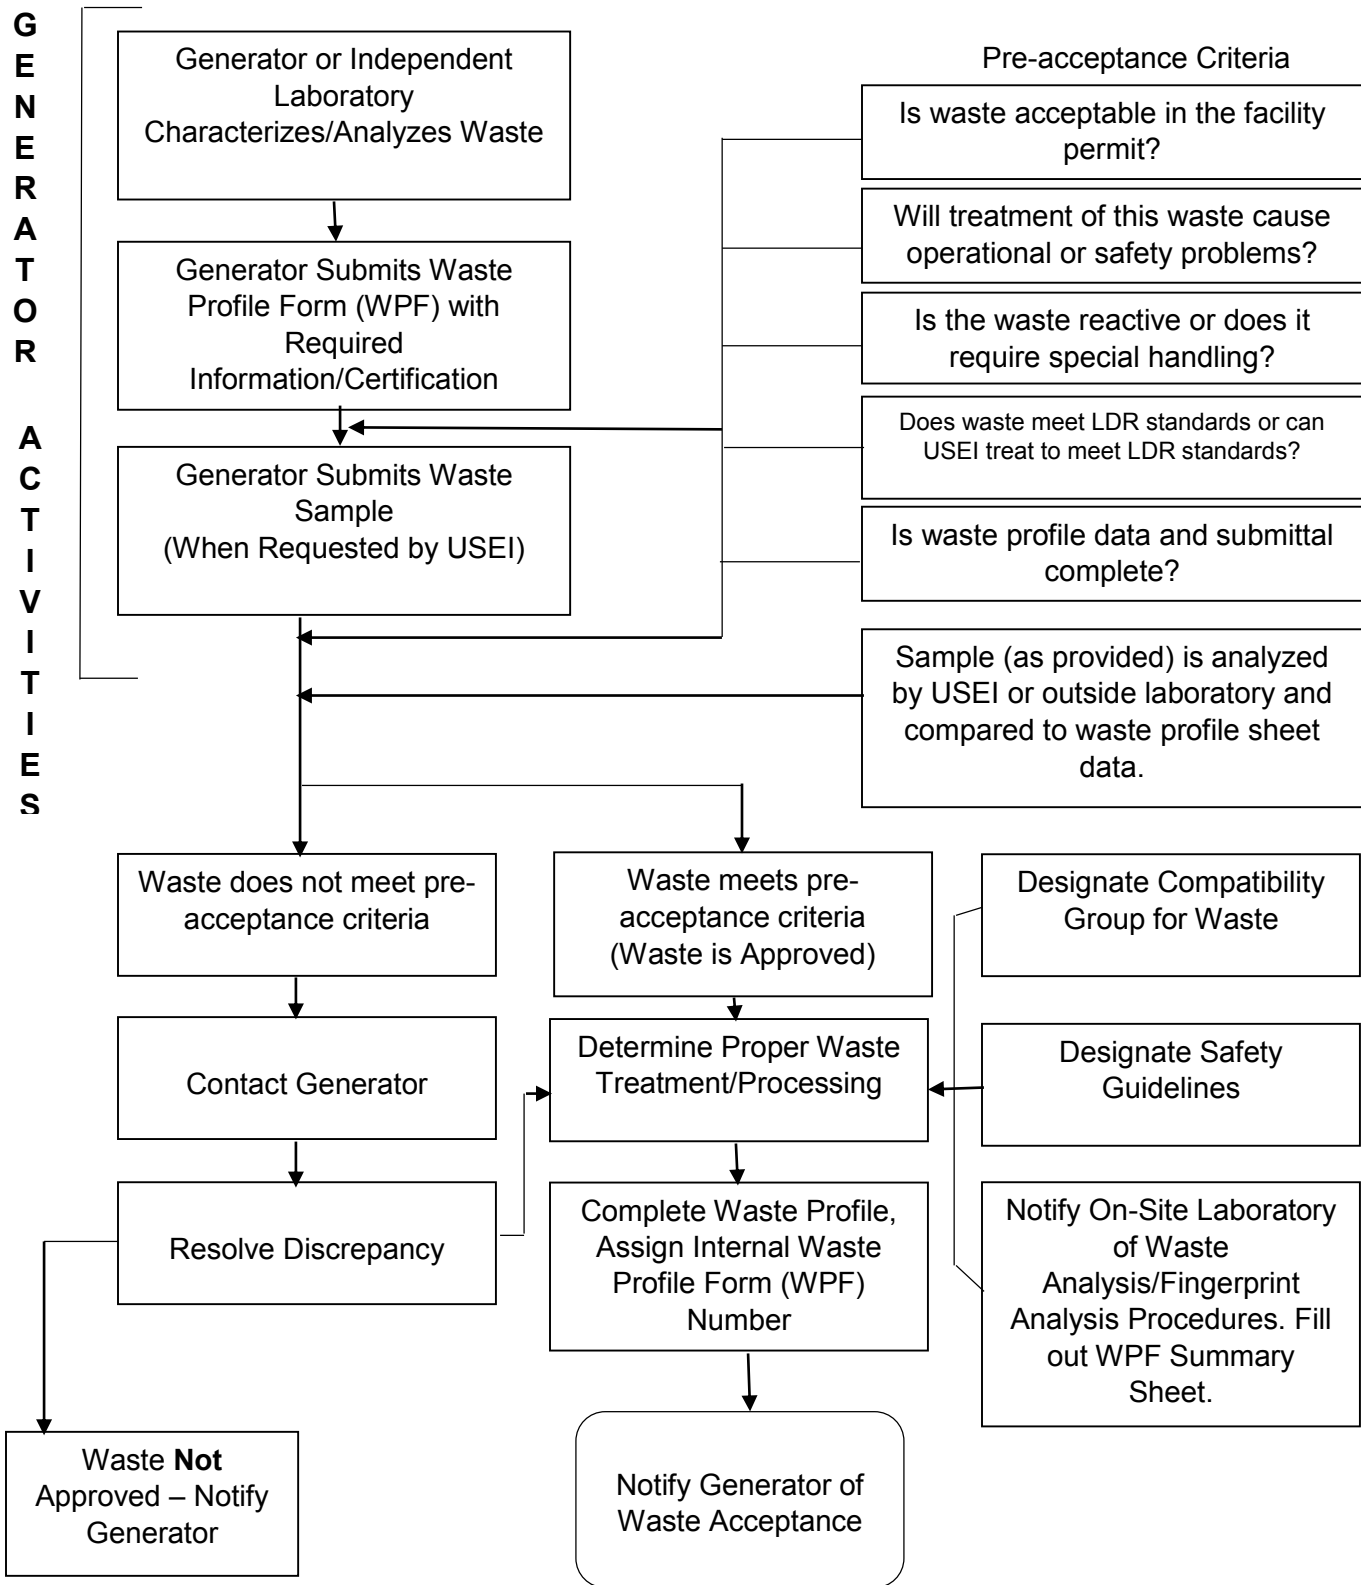 GENERATOR ACTIVITIES
Generator or Independent
Laboratory
Characterizes/Analyzes Waste
Generator Submits Waste
Profile Form (WPF) with
Required
Information/Certification
Generator Submits Waste
Sample
(When Requested by USEI)
Pre-acceptance Criteria
Is waste acceptable in the facility
permit?
Will treatment of this waste cause
operational or safety problems?
Is the waste reactive or does it
require special handling?
Does waste meet LDR standards or can
USEI treat to meet LDR standards?
Is waste profile data and submittal
complete?
Sample (as provided) is analyzed
by USEI or outside laboratory and
compared to waste profile sheet
data.
Waste does not meet pre-
acceptance criteria
Contact Generator
Resolve Discrepancy
Waste Not
Approved – Notify
Generator
Waste meets pre-
acceptance criteria
(Waste is Approved)
Determine Proper Waste
Treatment/Processing
Complete Waste Profile,
Assign Internal Waste
Profile Form (WPF)
Number
Notify Generator of
Waste Acceptance
Designate Compatibility
Group for Waste
Designate Safety
Guidelines
Notify On-Site Laboratory
of Waste
Analysis/Fingerprint
Analysis Procedures. Fill
out WPF Summary
Sheet.